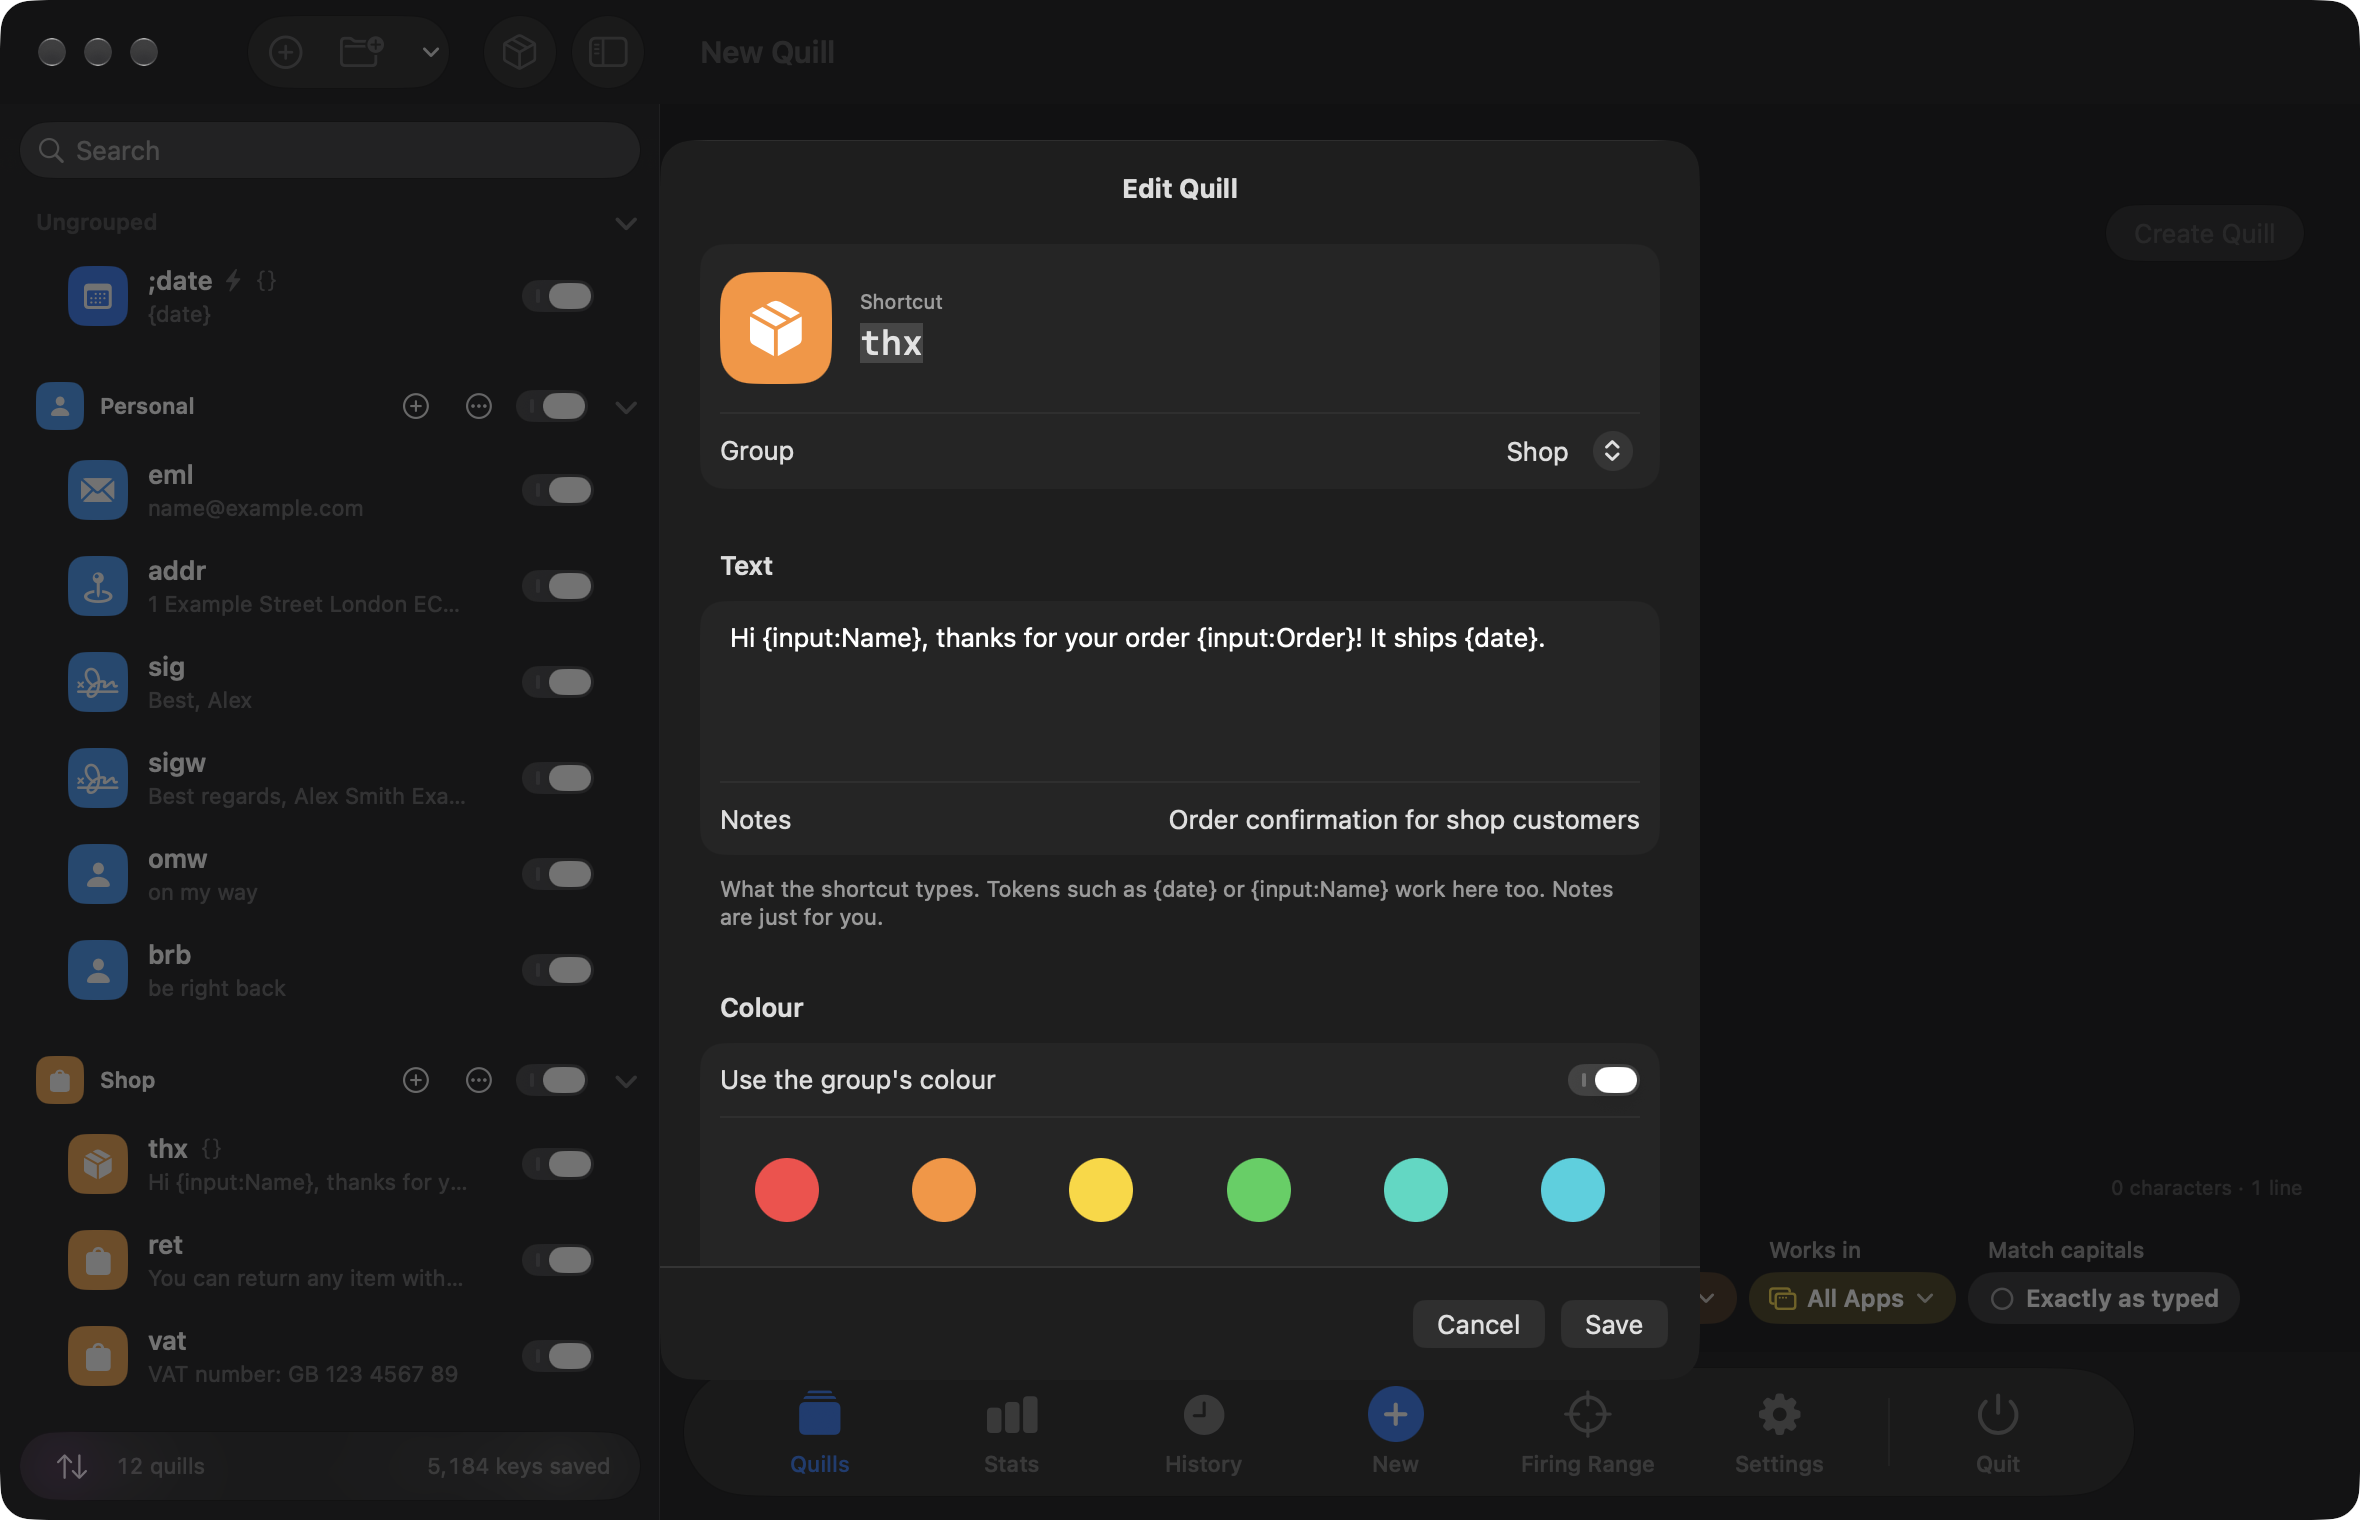 New Quill
Search
Ungrouped
;date {}
{date}
Personal
eml
name@example.com
addr
1 Example Street London EC...
sig
Best, Alex
sigw
Best regards, Alex Smith Exa...
omw
on my way
brb
be right back
Shop
thx {}
Hi {input:Name}, thanks for y...
ret
You can return any item with...
vat
VAT number: GB 123 4567 89
12 quills
5,184 keys saved
Edit Quill
Shortcut
thx
Group
Shop
Text
Hi {input:Name}, thanks for your order {input:Order}! It ships {date}.
Notes
Order confirmation for shop customers
What the shortcut types. Tokens such as {date} or {input:Name} work here too. Notes
are just for you.
Colour
Use the group's colour
Cancel
Save
Create Quill
0 characters · 1 line
Works in
Match capitals
All Apps
Exactly as typed
Quills
Stats
History
New
Firing Range
Settings
Quit